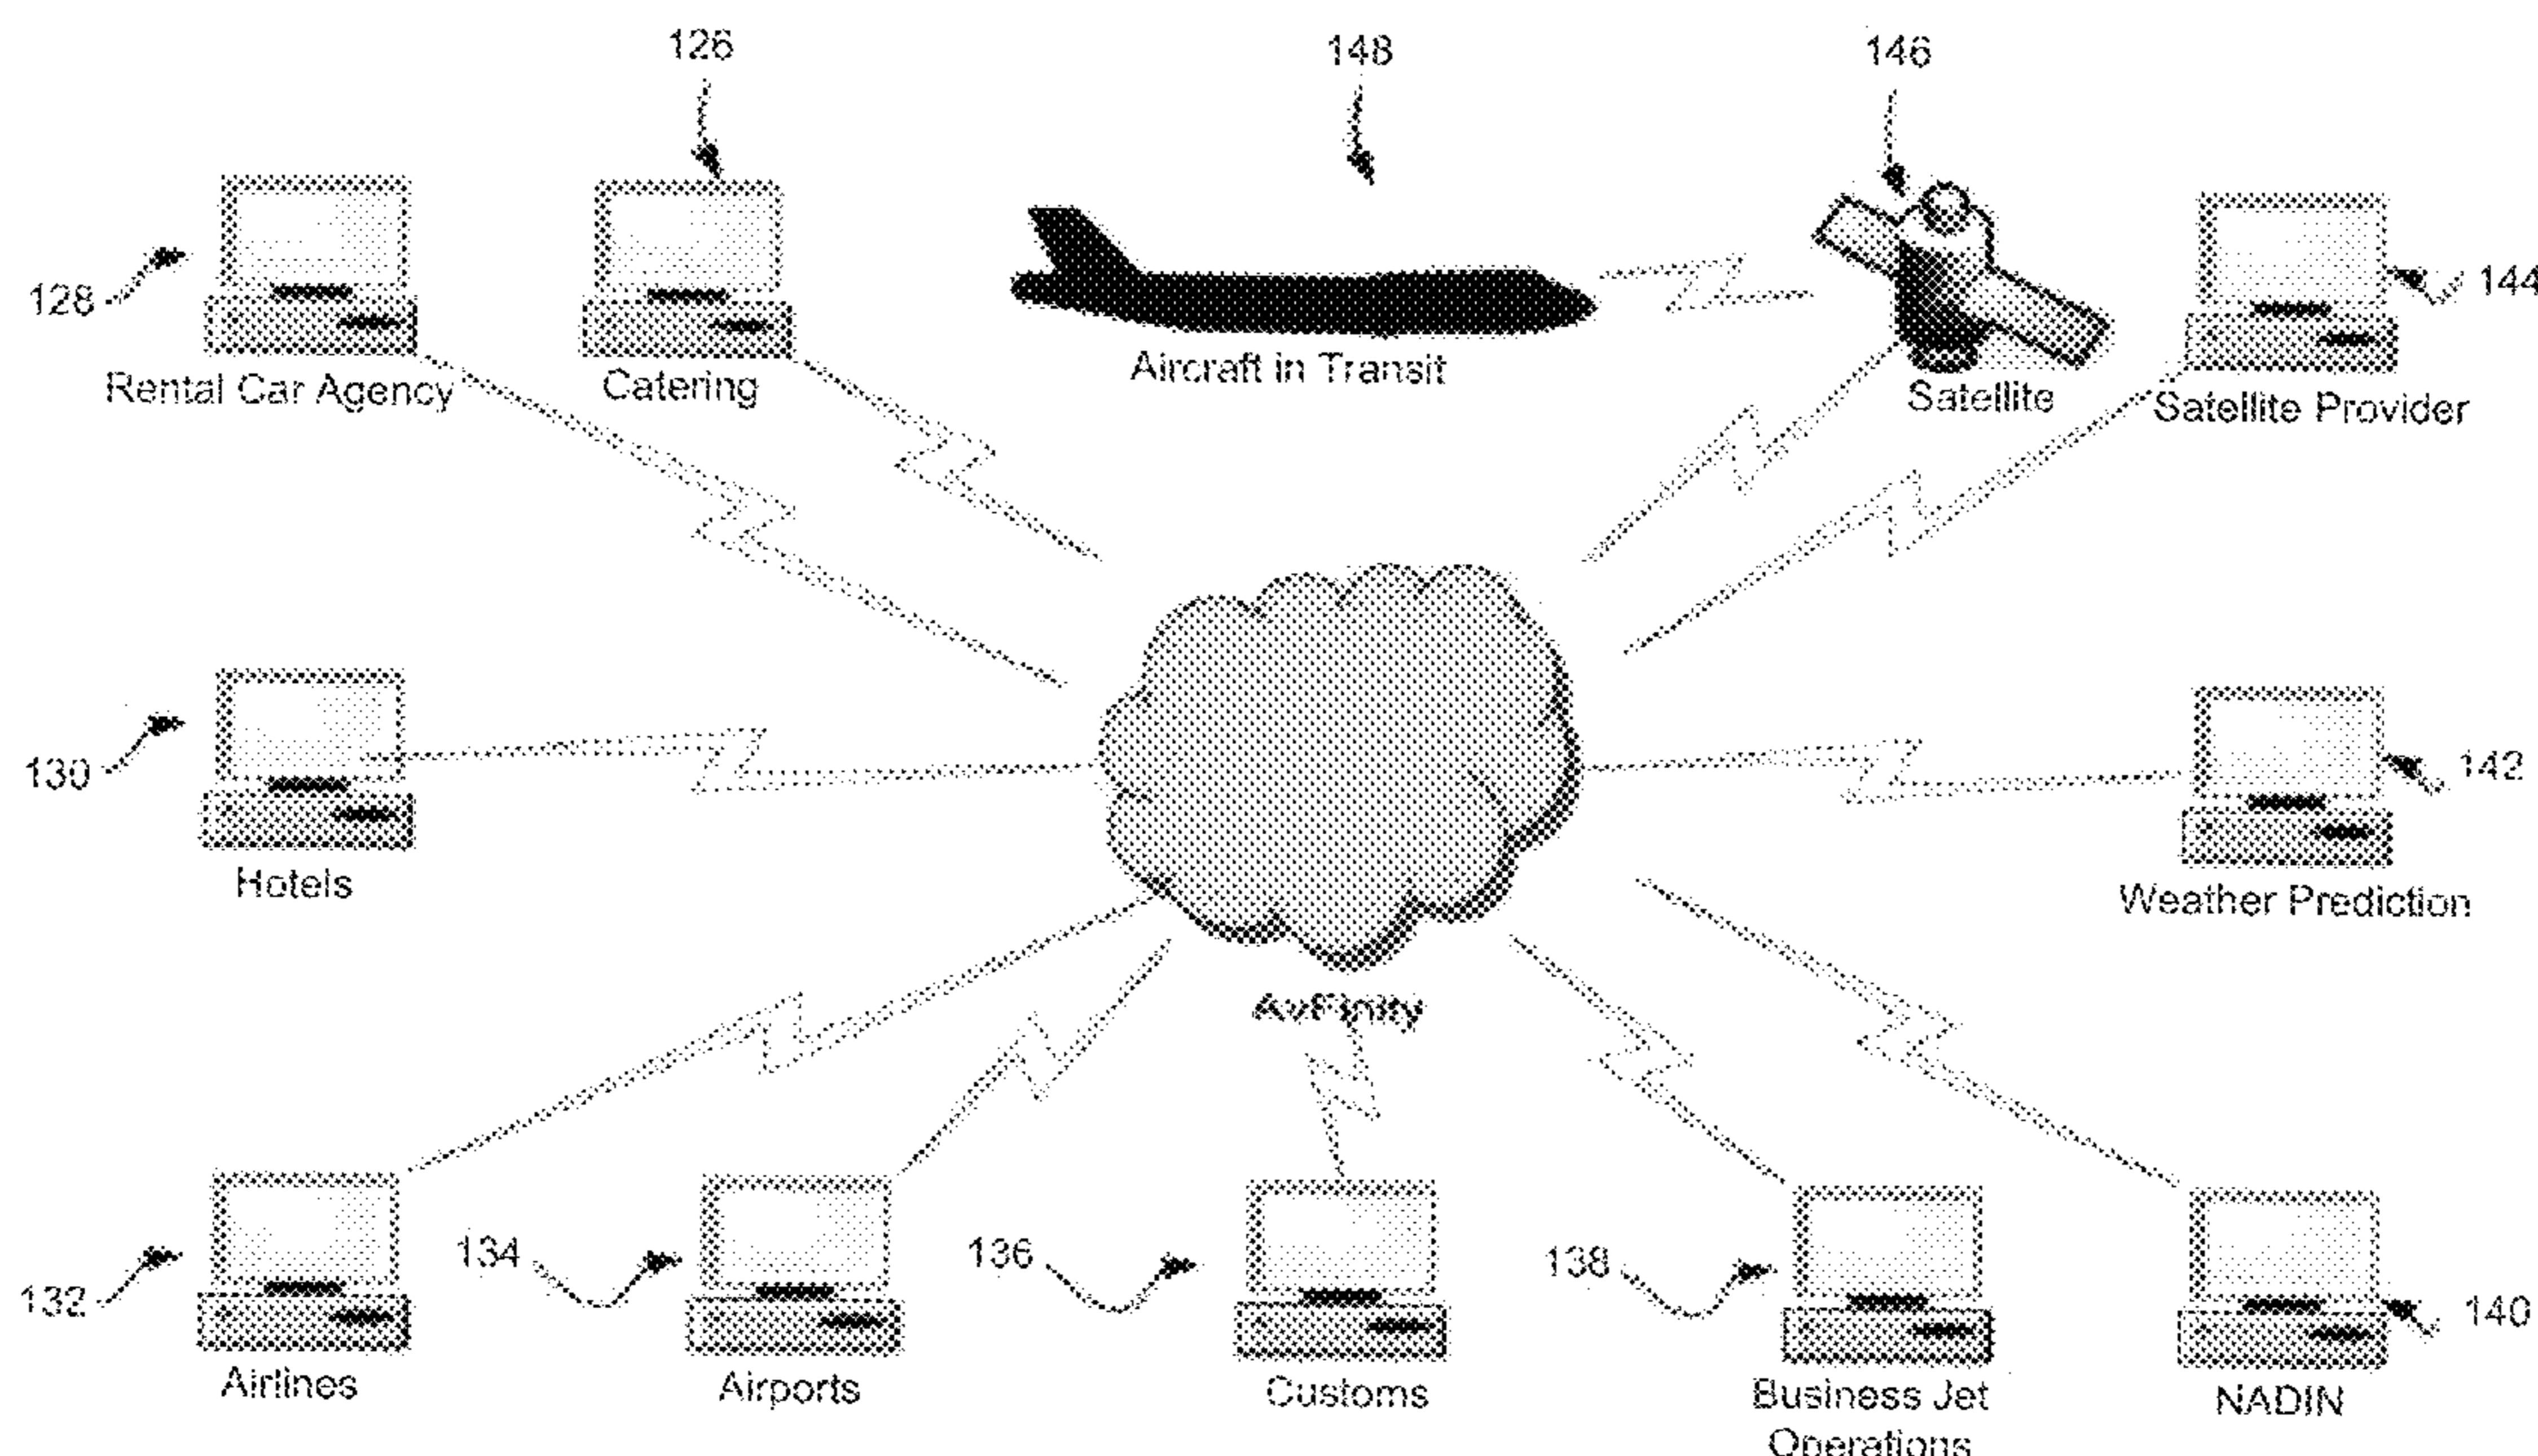 126
148
146
128
144
Rental Car Agency
Catering
Aircraft in Transit
Satellite
Satellite Provider
130
142
Hotels
Weather Prediction
AvFinity
132
134
136
138
140
Airlines
Airports
Customs
Business Jet
Operations
NADIN